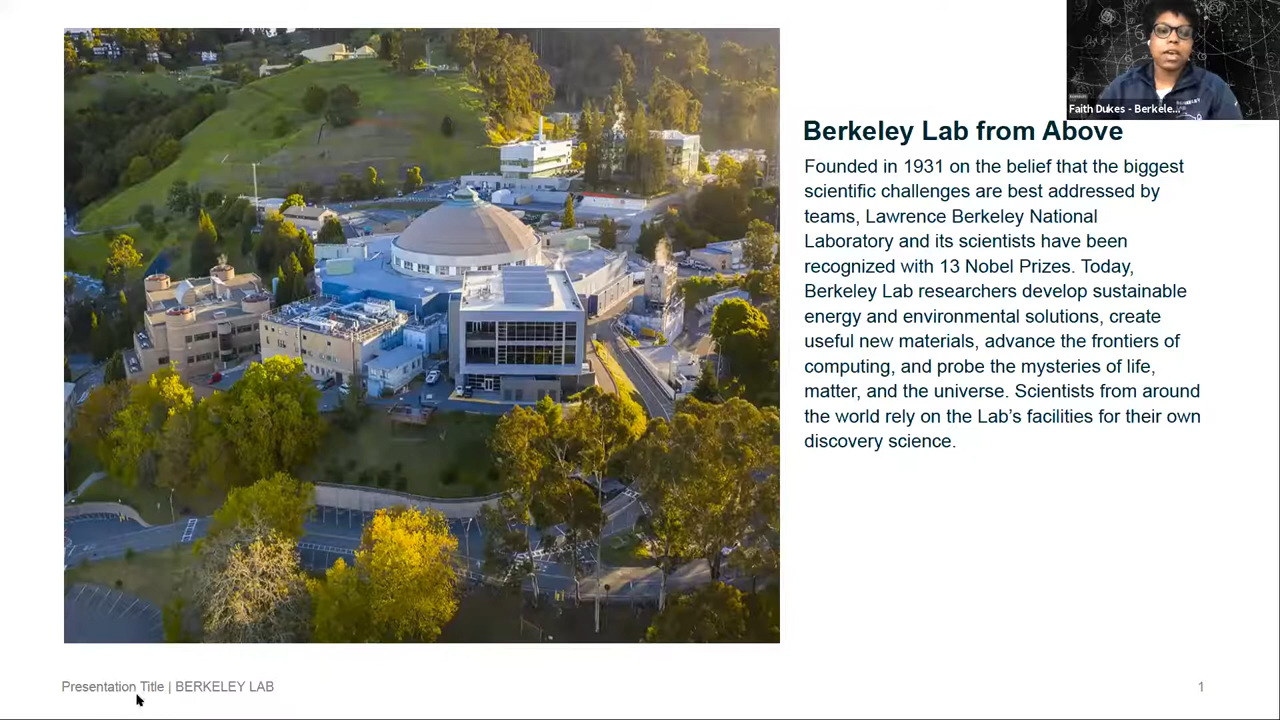 Faith Dukes - Berkele...
Berkeley Lab from Above
Founded in 1931 on the belief that the biggest
scientific challenges are best addressed by
teams, Lawrence Berkeley National
Laboratory and its scientists have been
recognized with 13 Nobel Prizes. Today,
Berkeley Lab researchers develop sustainable
energy and environmental solutions, create
useful new materials, advance the frontiers of
computing, and probe the mysteries of life,
matter, and the universe. Scientists from around
the world rely on the Lab’s facilities for their own
discovery science.
Presentation Title | BERKELEY LAB
1